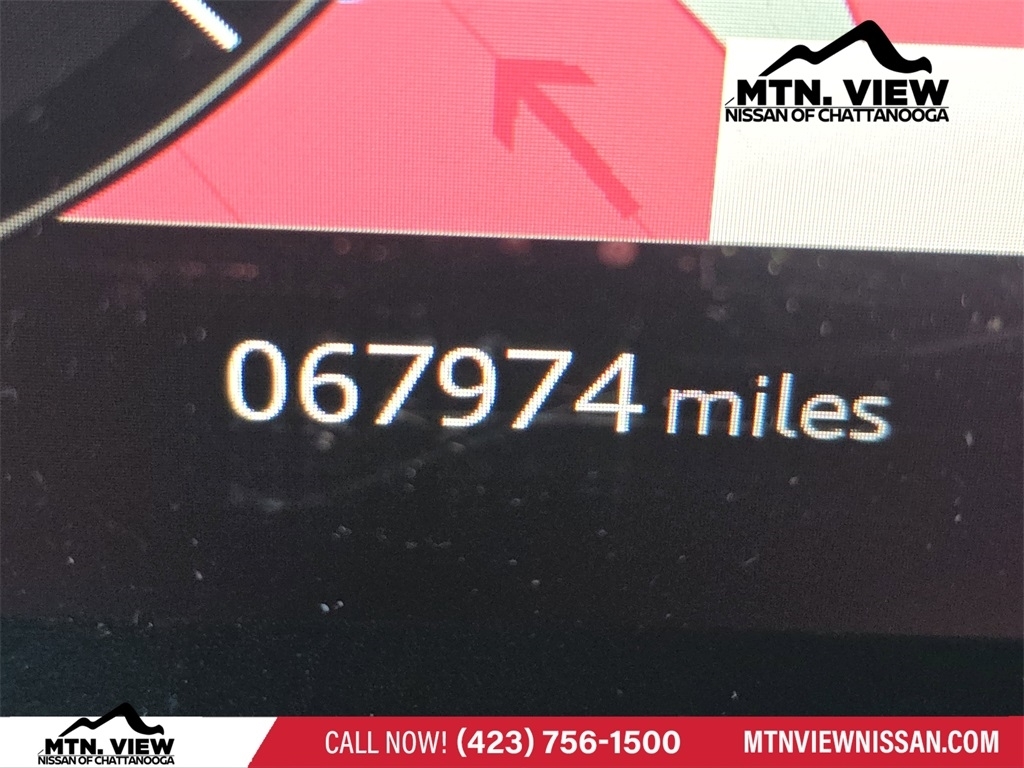 MTN. VIEW
NISSAN OF CHATTANOOGA
067974 miles
MTN. VIEW
NISSAN OF CHATTANOOGA
CALL NOW! (423) 756-1500
MTNVIEWNISSAN.COM